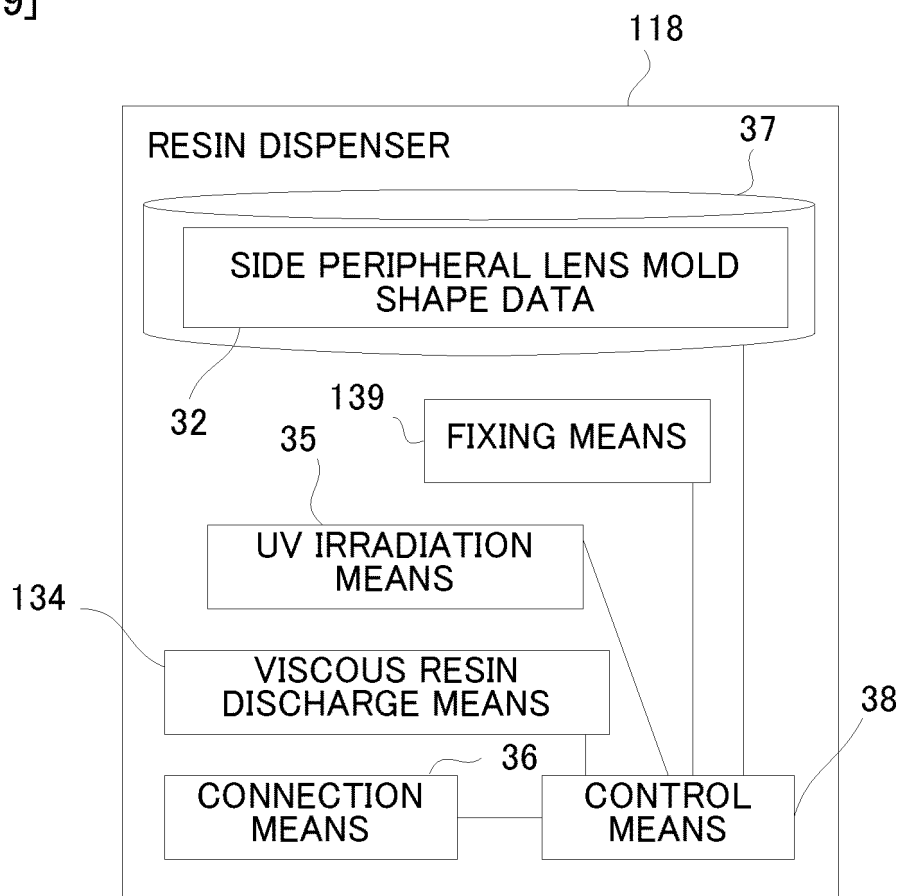 9]
118
RESIN DISPENSER
37
SIDE PERIPHERAL LENS MOLD
SHAPE DATA
32
139
FIXING MEANS
35
UV IRRADIATION
MEANS
134
VISCOUS RESIN
DISCHARGE MEANS
38
36
CONNECTION
MEANS
CONTROL
MEANS